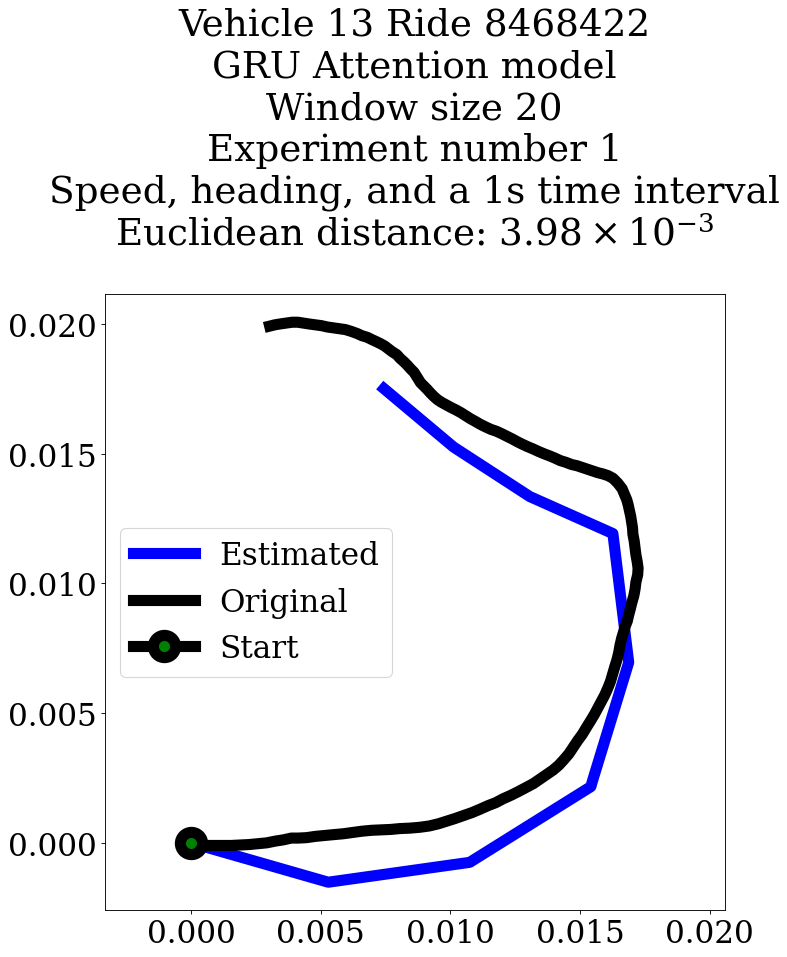 Vehicle 13 Ride 8468422
GRU Attention model
Window size 20
Experiment number 1
Speed, heading, and a 1s time interval
Euclidean distance: 3.98 × 10⁻³
0.020
0.015
0.010
0.005
0.000
Estimated
Original
Start
0.000 0.005 0.010 0.015 0.020